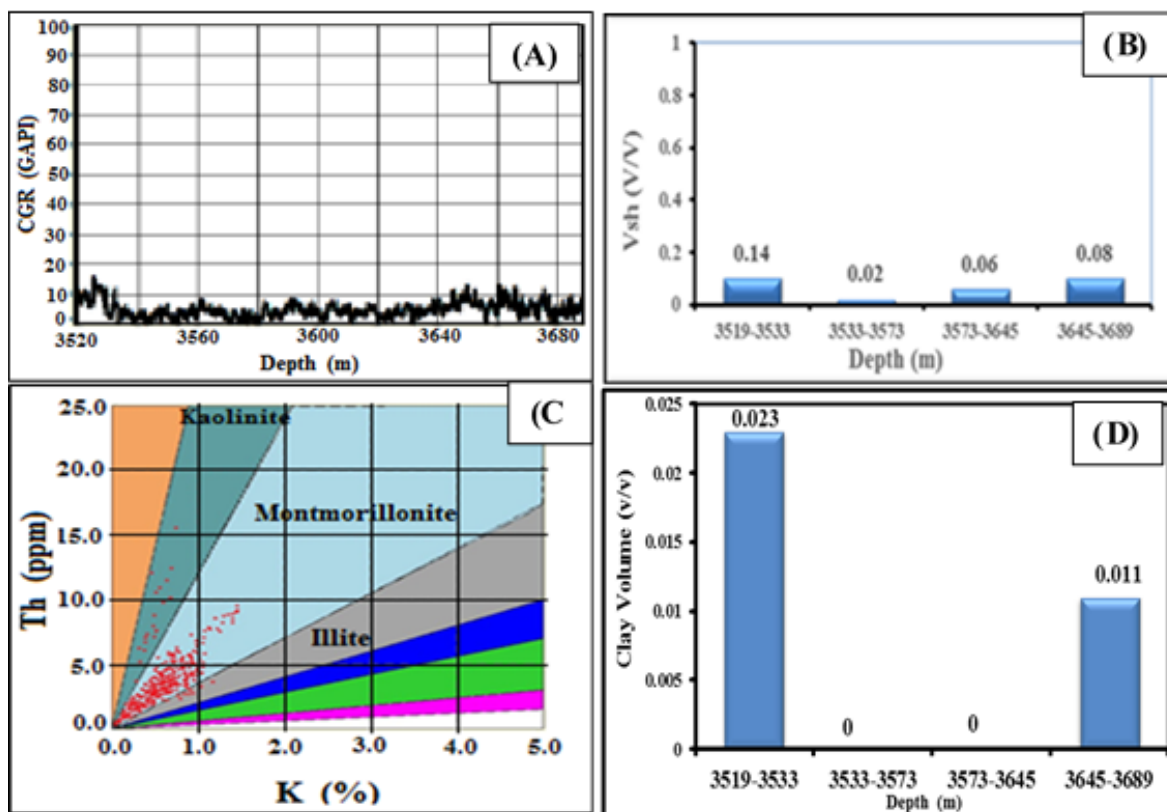 (A)
100
90
80
70
60
50
40
30
20
10
0
CGR (GAPI)
3520 3560 3600 3640 3680
Depth (m)
(B)
1
0.8
0.6
0.4
0.2
0
Vsh (V/V)
0.14 0.02 0.06 0.08
3519-3533 3533-3573 3573-3645 3645-3689
Depth (m)
(C
25.0
20.0
15.0
10.0
5.0
0.0
Th (ppm)
Kaolinite
Montmorillonite
Illite
0.0 1.0 2.0 3.0 4.0 5.0
K (%)
(D)
0.025
0.02
0.015
0.01
0.005
0
Clay Volume (v/v)
0.023 0 0 0.011
3519-3533 3533-3573 3573-3645 3645-3689
Depth (m)